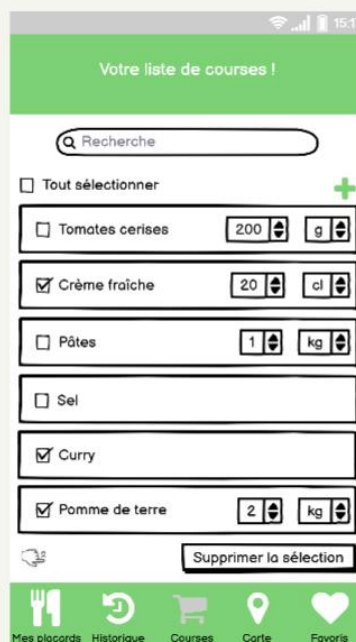 15:1
Votre liste de courses !
Recherche
Tout sélectionner
Tomates cerises 200 g
Crème fraîche 20 cl
Pâtes 1 kg
Sel
Curry
Pomme de terre 2 kg
Supprimer la sélection
Mes placards Historique Courses Carte Favoris